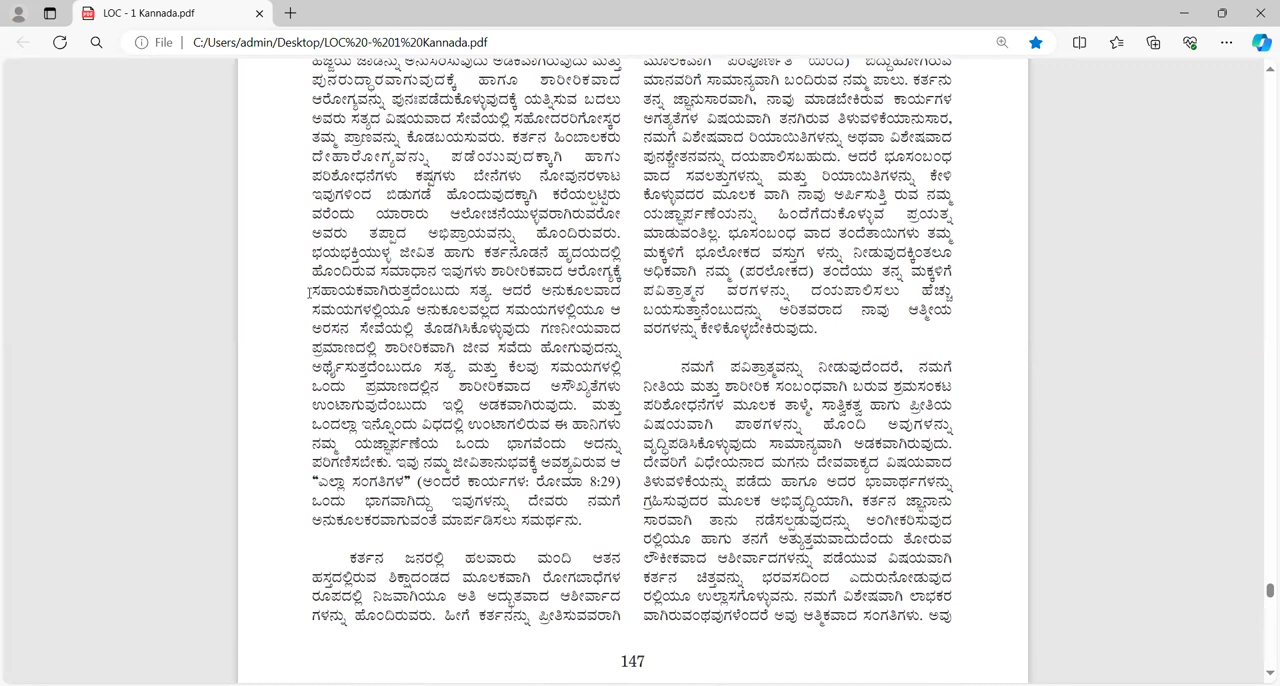 LOC - 1 Kannada.pdf
File
C:/Users/admin/Desktop/LOC%20-%201%20Kannada.pdf
ಹೆಜ್ಜೆಯ ಜಾಡನ್ನು ಅನುಸರಿಸುವುದು ಅಡಕವಾಗಿರುವುದು ಮತ್ತು
ಪುನರುದ್ಧಾರವಾಗುವುದಕ್ಕೆ ಹಾಗೂ ಶಾರೀರಿಕವಾದ
ಆರೋಗ್ಯವನ್ನು ಪುನಃಪಡೆದುಕೊಳ್ಳುವುದಕ್ಕೆ ಯತ್ನಿಸುವ ಬದಲು
ಅವರು ಸತ್ಯದ ವಿಷಯವಾದ ಸೇವೆಯಲ್ಲಿ ಸಹೋದರರಿಗೋಸ್ಕರ
ತಮ್ಮ ಪ್ರಾಣವನ್ನು ಕೊಡಬಯಸುವರು. ಕರ್ತನ ಹಿಂಬಾಲಕರು
ದೇಹಾರೋಗ್ಯವನ್ನು ಪಡೆಯುವುದಕ್ಕಾಗಿ ಹಾಗು
ಪರಿಶೋಧನೆಗಳು ಕಷ್ಟಗಳು ಬೇನೆಗಳು ನೋವುನರಳಾಟ
ಇವುಗಳಿಂದ ಬಿಡುಗಡೆ ಹೊಂದುವುದಕ್ಕಾಗಿ ಕರೆಯಲ್ಪಟ್ಟಿರು
ವರೆಂದು ಯಾರಾರು ಆಲೋಚನೆಯುಳ್ಳವರಾಗಿರುವರೋ
ಅವರು ತಪ್ಪಾದ ಅಭಿಪ್ರಾಯವನ್ನು ಹೊಂದಿರುವರು.
ಭಯಭಕ್ತಿಯುಳ್ಳ ಜೀವಿತ ಹಾಗು ಕರ್ತನೊಡನೆ ಹೃದಯದಲ್ಲಿ
ಹೊಂದಿರುವ ಸಮಾಧಾನ ಇವುಗಳು ಶಾರೀರಿಕವಾದ ಆರೋಗ್ಯಕ್ಕೆ
ಸಹಾಯಕವಾಗಿರುತ್ತದೆಂಬುದು ಸತ್ಯ. ಆದರೆ ಅನುಕೂಲವಾದ
ಸಮಯಗಳಲ್ಲಿಯೂ ಅನುಕೂಲವಲ್ಲದ ಸಮಯಗಳಲ್ಲಿಯೂ ಆ
ಅರಸನ ಸೇವೆಯಲ್ಲಿ ತೊಡಗಿಸಿಕೊಳ್ಳುವುದು ಗಣನೀಯವಾದ
ಪ್ರಮಾಣದಲ್ಲಿ ಶಾರೀರಿಕವಾಗಿ ಜೀವ ಸವೆದು ಹೋಗುವುದನ್ನು
ಅರ್ಥೈಸುತ್ತದೆಂಬುದೂ ಸತ್ಯ. ಮತ್ತು ಕೆಲವು ಸಮಯಗಳಲ್ಲಿ
ಒಂದು ಪ್ರಮಾಣದಲ್ಲಿನ ಶಾರೀರಿಕವಾದ ಅಸೌಖ್ಯತೆಗಳು
ಉಂಟಾಗುವುದೆಂಬುದು ಇಲ್ಲಿ ಅಡಕವಾಗಿರುವುದು. ಮತ್ತು
ಒಂದಲ್ಲಾ ಇನ್ನೊಂದು ವಿಧದಲ್ಲಿ ಉಂಟಾಗಲಿರುವ ಈ ಹಾನಿಗಳು
ನಮ್ಮ ಯಜ್ಞಾರ್ಪಣೆಯ ಒಂದು ಭಾಗವೆಂದು ಅದನ್ನು
ಪರಿಗಣಿಸಬೇಕು. ಇವು ನಮ್ಮ ಜೀವಿತಾನುಭವಕ್ಕೆ ಅವಶ್ಯವಿರುವ ಆ
“ಎಲ್ಲಾ ಸಂಗತಿಗಳ” (ಅಂದರೆ ಕಾರ್ಯಗಳ: ರೋಮಾ 8:29)
ಒಂದು ಭಾಗವಾಗಿದ್ದು ಇವುಗಳನ್ನು ದೇವರು ನಮಗೆ
ಅನುಕೂಲಕರವಾಗುವಂತೆ ಮಾರ್ಪಡಿಸಲು ಸಮರ್ಥನು.
ಕರ್ತನ ಜನರಲ್ಲಿ ಹಲವಾರು ಮಂದಿ ಆತನ
ಹಸ್ತದಲ್ಲಿರುವ ಶಿಕ್ಷಾದಂಡದ ಮೂಲಕವಾಗಿ ರೋಗಬಾಧೆಗಳ
ರೂಪದಲ್ಲಿ ನಿಜವಾಗಿಯೂ ಅತಿ ಅದ್ಭುತವಾದ ಆಶೀರ್ವಾದ
ಗಳನ್ನು ಹೊಂದಿರುವರು. ಹೀಗೆ ಕರ್ತನನ್ನು ಪ್ರೀತಿಸುವವರಾಗಿ
ಮೂಲಕವಾಗಿ ಪರಿಪೂರ್ಣತೆ ಯಿಂದ) ಬಿದ್ದುಹೋಗಿರುವ
ಮಾನವರಿಗೆ ಸಾಮಾನ್ಯವಾಗಿ ಬಂದಿರುವ ನಮ್ಮ ಪಾಲು. ಕರ್ತನು
ತನ್ನ ಜ್ಞಾನುಸಾರವಾಗಿ, ನಾವು ಮಾಡಬೇಕಿರುವ ಕಾರ್ಯಗಳ
ಅಗತ್ಯತೆಗಳ ವಿಷಯವಾಗಿ ತನಗಿರುವ ತಿಳುವಳಿಕೆಯಾನುಸಾರ,
ನಮಗೆ ವಿಶೇಷವಾದ ರಿಯಾಯಿತಿಗಳನ್ನು ಅಥವಾ ವಿಶೇಷವಾದ
ಪುನಶ್ಚೇತನವನ್ನು ದಯಪಾಲಿಸಬಹುದು. ಆದರೆ ಭೂಸಂಬಂಧ
ವಾದ ಸವಲತ್ತುಗಳನ್ನು ಮತ್ತು ರಿಯಾಯಿತಿಗಳನ್ನು ಕೇಳಿ
ಕೊಳ್ಳುವದರ ಮೂಲಕ ವಾಗಿ ನಾವು ಅರ್ಪಿಸುತ್ತಿ ರುವ ನಮ್ಮ
ಯಜ್ಞಾರ್ಪಣೆಯನ್ನು ಹಿಂದೆಗೆದುಕೊಳ್ಳುವ ಪ್ರಯತ್ನ
ಮಾಡುವಂತಿಲ್ಲ. ಭೂಸಂಬಂಧ ವಾದ ತಂದೆತಾಯಿಗಳು ತಮ್ಮ
ಮಕ್ಕಳಿಗೆ ಭೂಲೋಕದ ವಸ್ತುಗ ಳನ್ನು ನೀಡುವುದಕ್ಕಿಂತಲೂ
ಅಧಿಕವಾಗಿ ನಮ್ಮ (ಪರಲೋಕದ) ತಂದೆಯು ತನ್ನ ಮಕ್ಕಳಿಗೆ
ಪವಿತ್ರಾತ್ಮನ ವರಗಳನ್ನು ದಯಪಾಲಿಸಲು ಹೆಚ್ಚು
ಬಯಸುತ್ತಾನೆಂಬುದನ್ನು ಅರಿತವರಾದ ನಾವು ಆತ್ಮೀಯ
ವರಗಳನ್ನು ಕೇಳಿಕೊಳ್ಳಬೇಕಿರುವುದು.
ನಮಗೆ ಪವಿತ್ರಾತ್ಮವನ್ನು ನೀಡುವುದೆಂದರೆ, ನಮಗೆ
ನೀತಿಯ ಮತ್ತು ಶಾರೀರಿಕ ಸಂಬಂಧವಾಗಿ ಬರುವ ಶ್ರಮಸಂಕಟ
ಪರಿಶೋಧನೆಗಳ ಮೂಲಕ ತಾಳ್ಮೆ, ಸಾತ್ವಿಕತ್ವ ಹಾಗು ಪ್ರೀತಿಯ
ವಿಷಯವಾಗಿ ಪಾಠಗಳನ್ನು ಹೊಂದಿ ಅವುಗಳನ್ನು
ವೃದ್ಧಿಪಡಿಸಿಕೊಳ್ಳುವುದು ಸಾಮಾನ್ಯವಾಗಿ ಅಡಕವಾಗಿರುವುದು.
ದೇವರಿಗೆ ವಿಧೇಯನಾದ ಮಗನು ದೇವವಾಕ್ಯದ ವಿಷಯವಾದ
ತಿಳುವಳಿಕೆಯನ್ನು ಪಡೆದು ಹಾಗೂ ಅದರ ಭಾವಾರ್ಥಗಳನ್ನು
ಗ್ರಹಿಸುವುದರ ಮೂಲಕ ಅಭಿವೃದ್ಧಿಯಾಗಿ, ಕರ್ತನ ಜ್ಞಾನಾನು
ಸಾರವಾಗಿ ತಾನು ನಡೆಸಲ್ಪಡುವುದನ್ನು ಅಂಗೀಕರಿಸುವುದ
ರಲ್ಲಿಯೂ ಹಾಗು ತನಗೆ ಅತ್ಯುತ್ತಮವಾದುದೆಂದು ತೋರುವ
ಲೌಕೀಕವಾದ ಆಶೀರ್ವಾದಗಳನ್ನು ಪಡೆಯುವ ವಿಷಯವಾಗಿ
ಕರ್ತನ ಚಿತ್ತವನ್ನು ಭರವಸದಿಂದ ಎದುರುನೋಡುವುದ
ರಲ್ಲಿಯೂ ಉಲ್ಲಾಸಗೊಳ್ಳುವನು. ನಮಗೆ ವಿಶೇಷವಾಗಿ ಲಾಭಕರ
ವಾಗಿರುವಂಥವುಗಳೆಂದರೆ ಅವು ಆತ್ಮಿಕವಾದ ಸಂಗತಿಗಳು. ಅವು
147